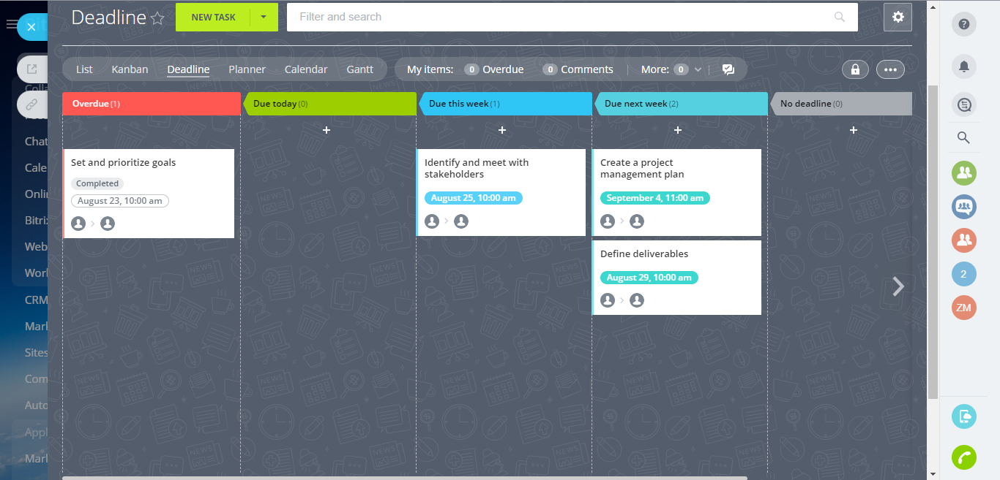 Deadline
NEW TASK
Filter and search
List
Kanban
Deadline
Planner
Calendar
Gantt
My items:
0 Overdue
0 Comments
More: 0
Overdue (1)
Due today (0)
Due this week (1)
Due next week (2)
No deadline (0)
Set and prioritize goals
Completed
August 23, 10:00 am
Identify and meet with
stakeholders
August 25, 10:00 am
Create a project
management plan
September 4, 11:00 am
Define deliverables
August 29, 10:00 am
Colla
Chat
Cale
Onli
Bitri
Web
Worl
CRM
Mark
Sites
Com
Auto
Appl
Mark
2
ZM